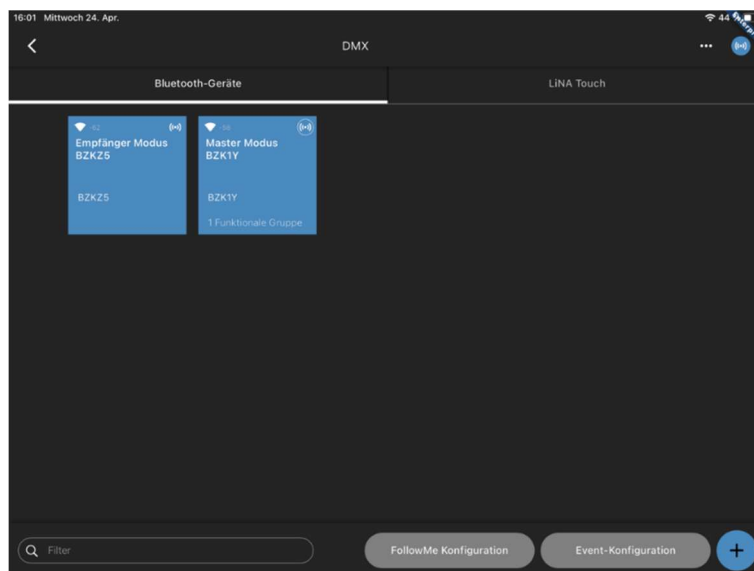 16:01 Mittwoch 24. Apr.
44
DMX
Bluetooth-Geräte
LiNA Touch
Empfänger Modus
BZKZ5
BZKZ5
Master Modus
BZK1Y
BZK1Y
1 Funktionale Gruppe
Filter
FollowMe Konfiguration
Event-Konfiguration